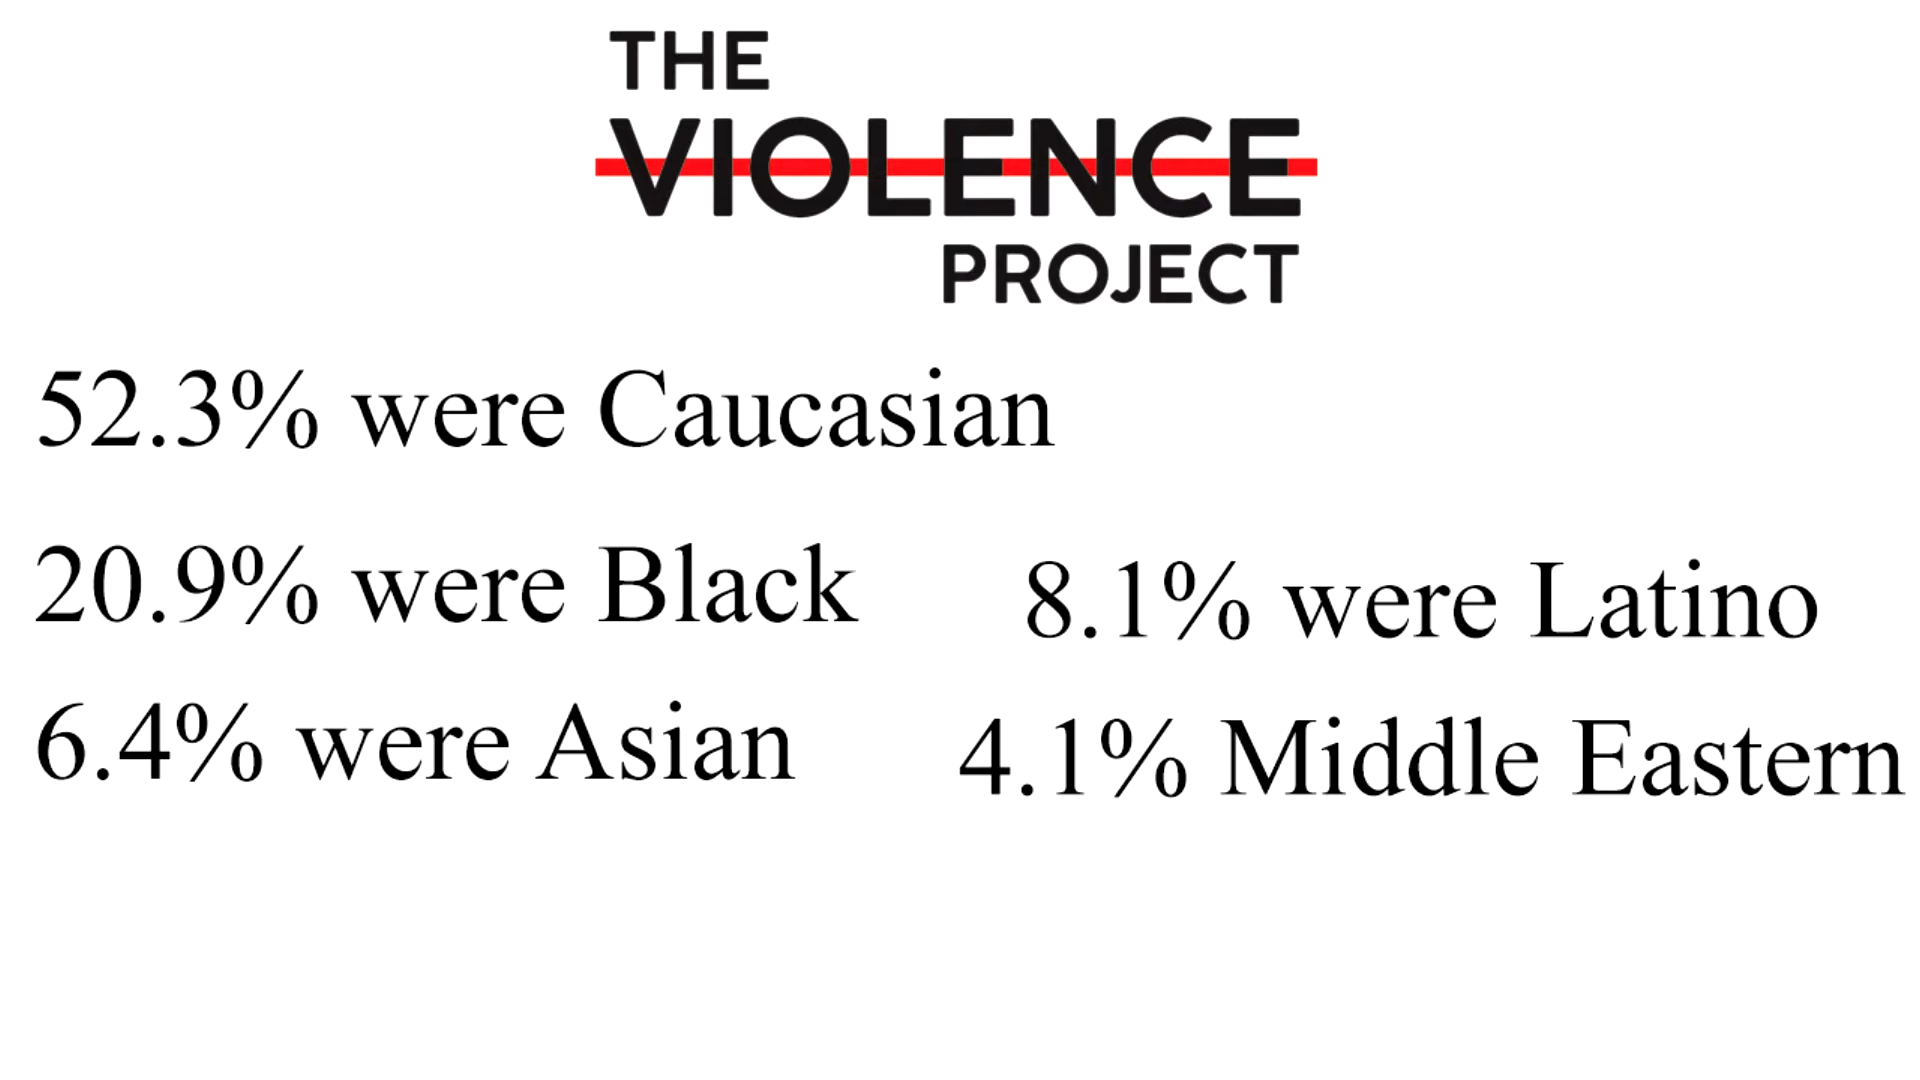 THE
VIOLENCE
PROJECT
52.3% were Caucasian
20.9% were Black
8.1% were Latino
6.4% were Asian
4.1% Middle Eastern